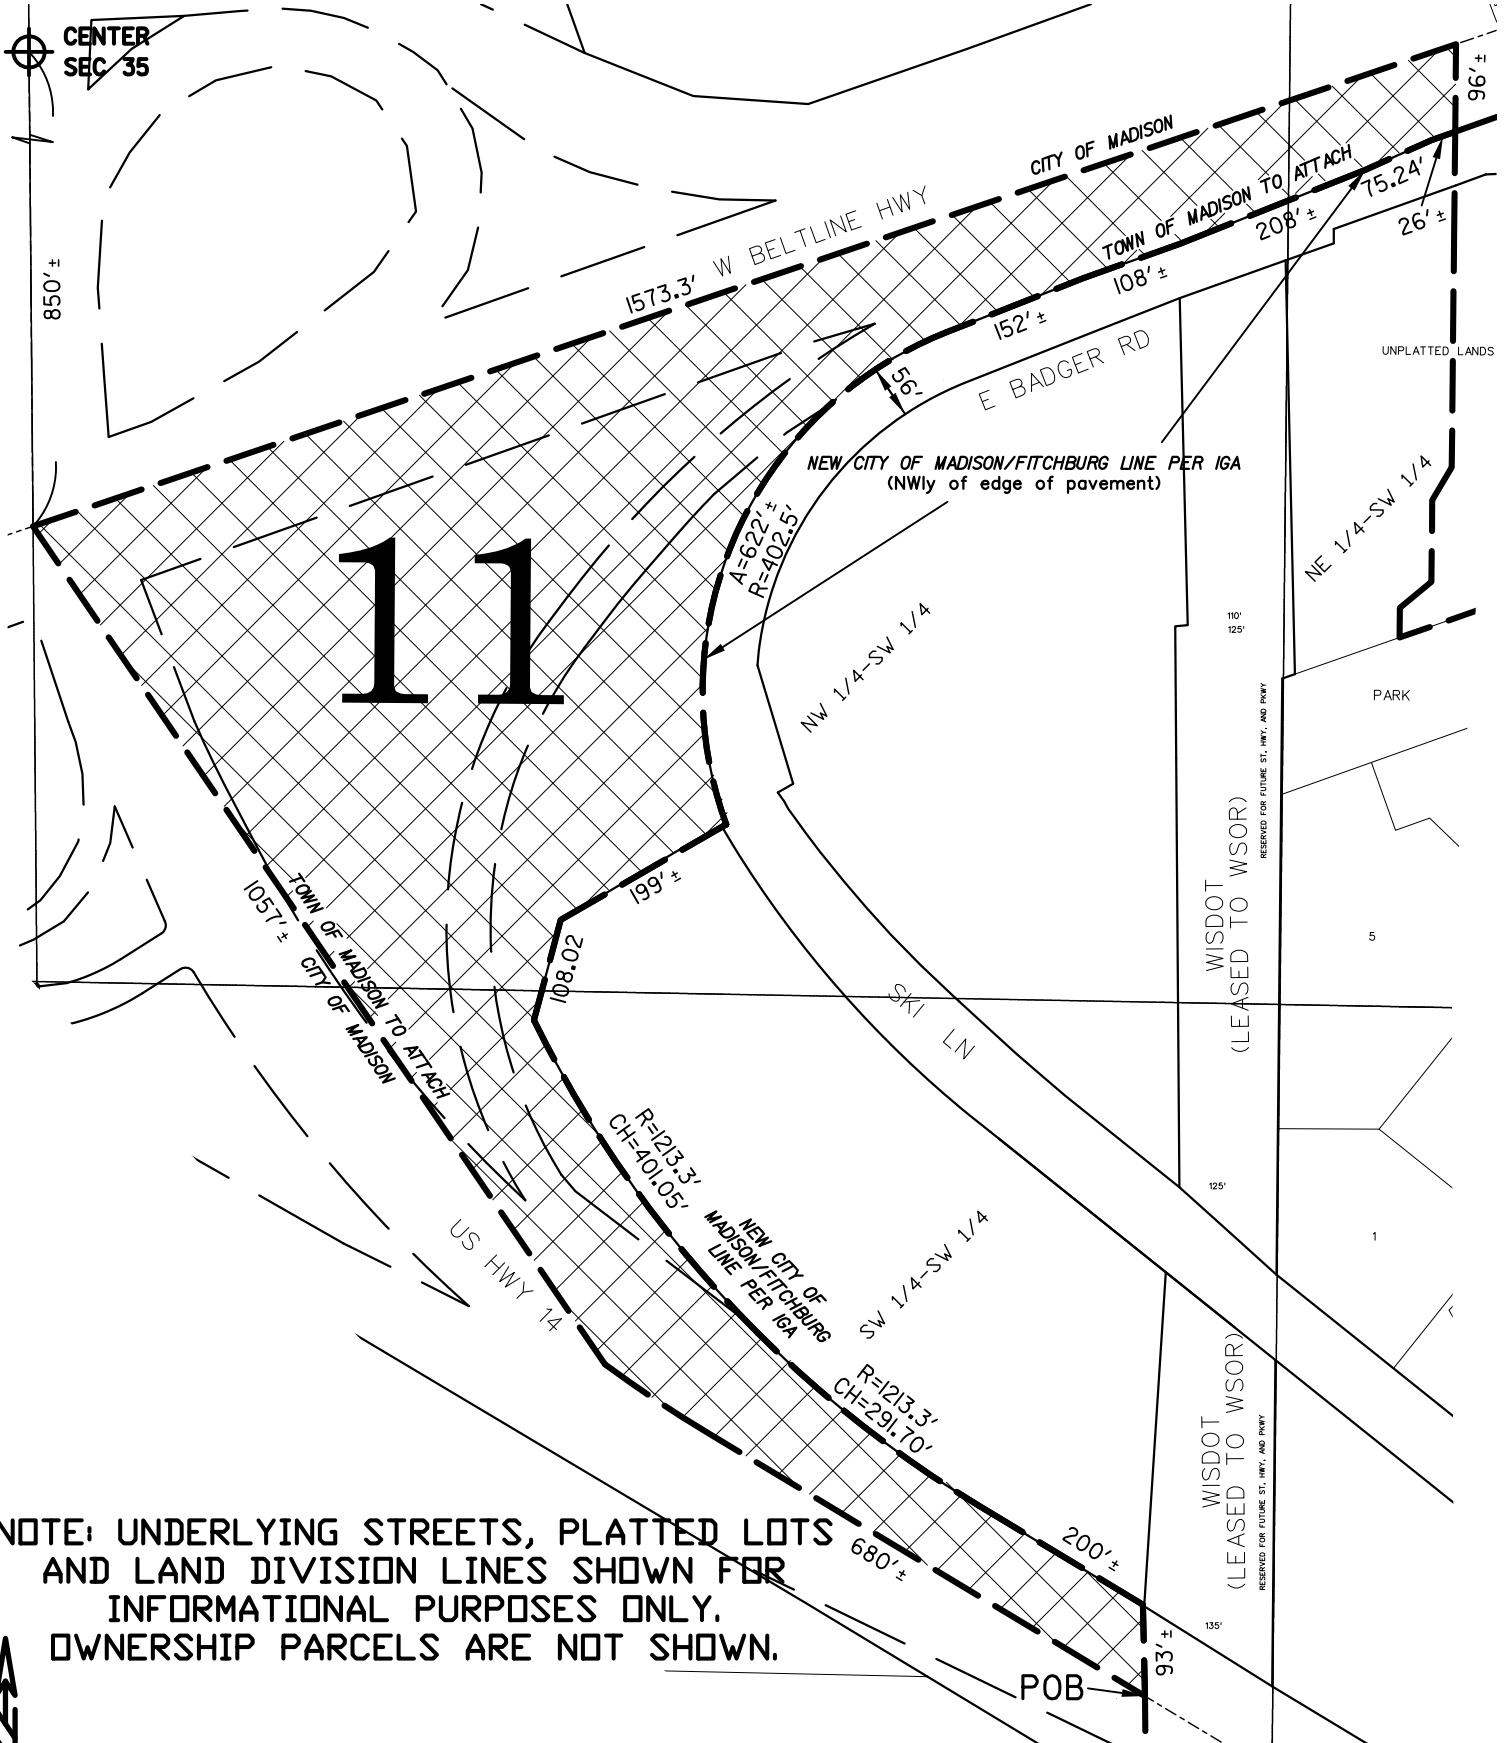 CENTER
SEC 35
96'±
CITY OF MADISON
TOWN OF MADISON TO ATTACH
75.24'
26'±
208'±
W BELTLINE HWY
1573.3'
850'±
108'±
152'±
E BADGER RD
56'
UNPLATTED LANDS
NEW CITY OF MADISON/FITCHBURG LINE PER IGA
(NWly of edge of pavement)
NE 1/4-SW 1/4
A=622'±
R=402.5'
11
NW 1/4-SW 1/4
110'
125'
PARK
RESERVED FOR FUTURE ST, HWY, AND PKWY
WISDOT
(LEASED TO WSOR)
199'±
1057'±
TOWN OF MADISON TO ATTACH
CITY OF MADISON
108.02
5
SKI LN
R=1213.3'
CH=401.05'
125'
1
NEW CITY OF
MADISON/FITCHBURG
LINE PER IGA
SW 1/4-SW 1/4
US HWY 14
R=1213.3'
CH=291.70'
WISDOT
(LEASED TO WSOR)
RESERVED FOR FUTURE ST, HWY, AND PKWY
200'±
680'±
NOTE: UNDERLYING STREETS, PLATTED LOTS
AND LAND DIVISION LINES SHOWN FOR
INFORMATIONAL PURPOSES ONLY.
OWNERSHIP PARCELS ARE NOT SHOWN.
135'
93'±
POB